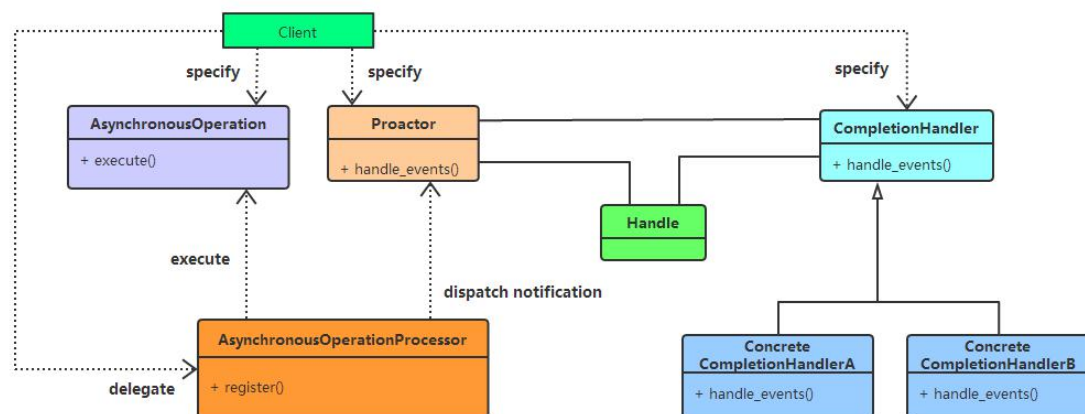 Client
specify
specify
specify
AsynchronousOperation
+ execute()
Proactor
+ handle_events()
CompletionHandler
+ handle_events()
Handle
execute
dispatch notification
AsynchronousOperationProcessor
+ register()
delegate
Concrete
CompletionHandlerA
+ handle_events()
Concrete
CompletionHandlerB
+ handle_events()